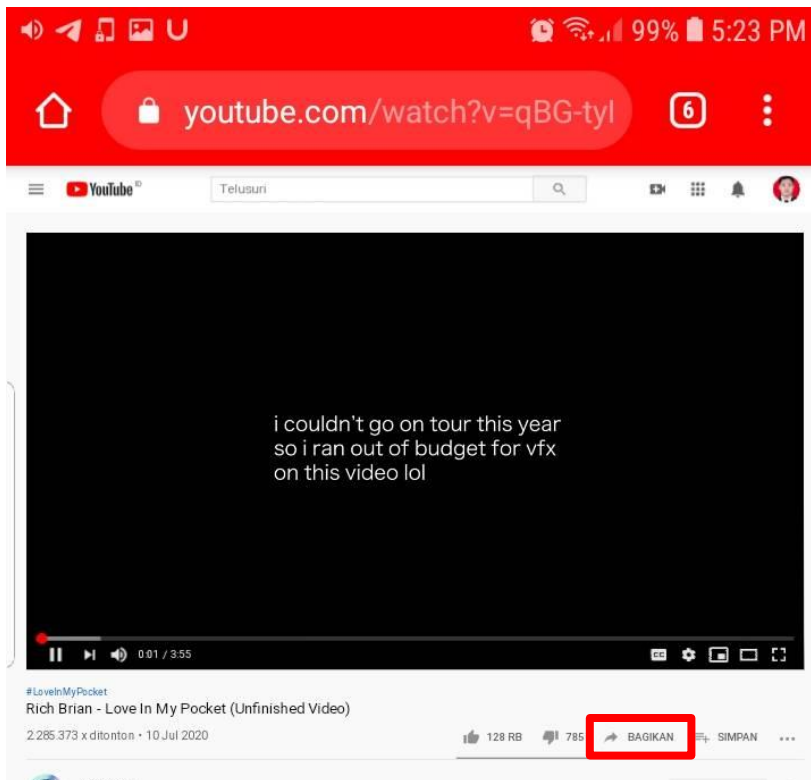 99% 5:23 PM
youtube.com/watch?v=qBG-tyl 6
YouTube ID Telusuri
i couldn't go on tour this year
so i ran out of budget for vfx
on this video lol
0:01 / 3:55 CC
#LoveInMyPocket
Rich Brian - Love In My Pocket (Unfinished Video)
2.285.373 x ditonton • 10 Jul 2020 128 RB 785 BAGIKAN SIMPAN